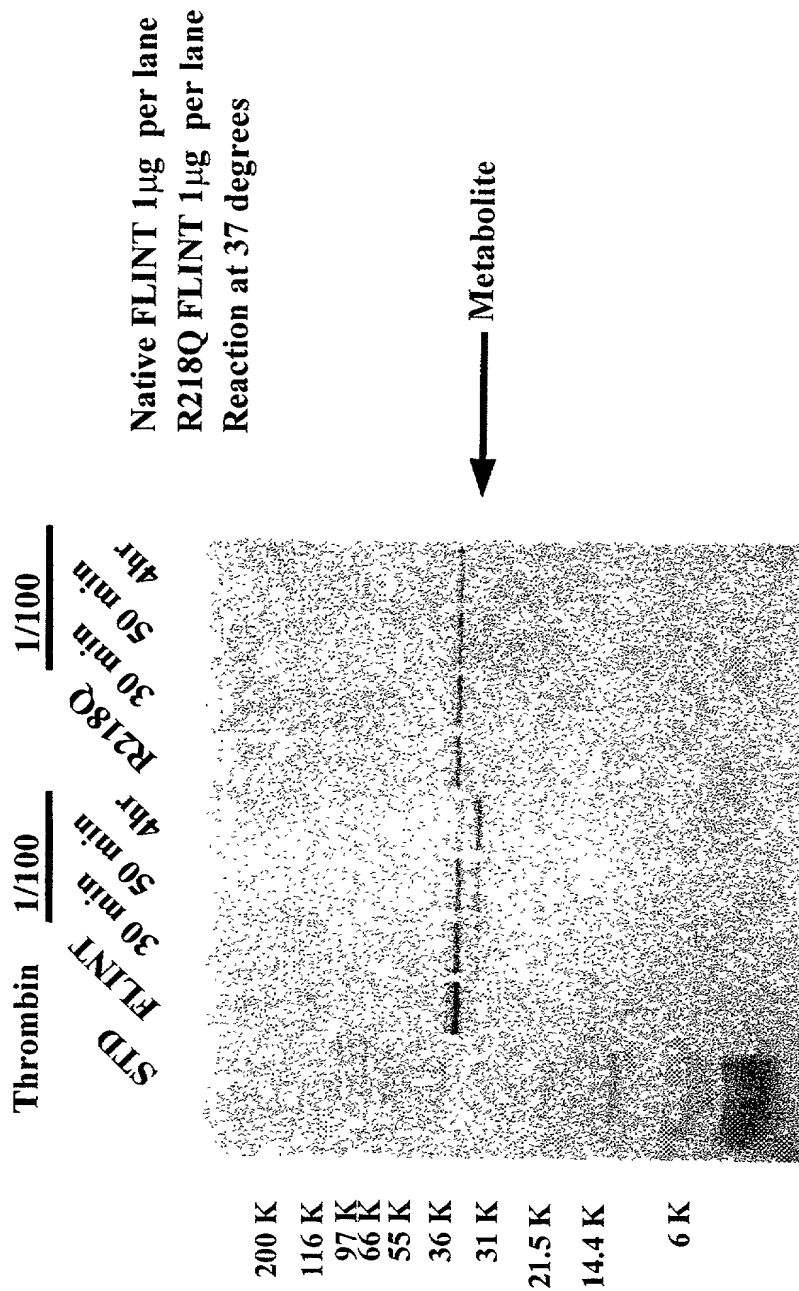 Thrombin 1/100 1/100
STD
FLINT
30 min
50 min
4hr
R218Q
30 min
50 min
4hr
Native FLINT 1µg per lane
R218Q FLINT 1µg per lane
Reaction at 37 degrees
200 K
116 K
97 K
66 K
55 K
36 K
31 K
21.5 K
14.4 K
6 K
Metabolite